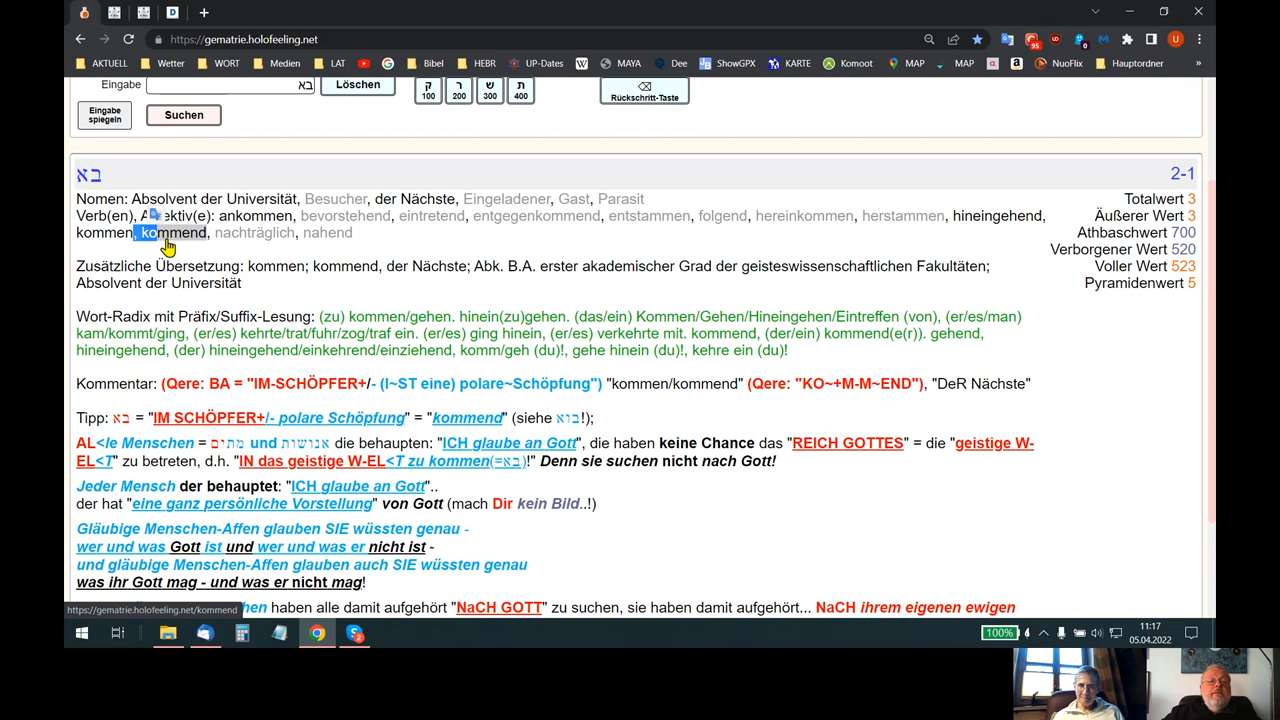 https://gematrie.holofeeling.net
AKTUELL Wetter WORT Medien LAT Bibel HEBR UP-Dates MAYA Dee ShowGPX KARTE Komoot MAP MAP NuoFlix Hauptordner »
Eingabe בא Löschen ק 100 ר 200 ש 300 ת 400 Rückschritt-Taste
Eingabe spiegeln Suchen
בא 2-1
Nomen: Absolvent der Universität, Besucher, der Nächste, Eingeladener, Gast, Parasit Totalwert 3
Verb(en), ektiv(e): ankommen, bevorstehend, eintretend, entgegenkommend, entstammen, folgend, hereinkommen, herstammen, hineingehend, Äußerer Wert 3
kommen, kommend, nachträglich, nahend Athbaschwert 700
Verborgener Wert 520
Zusätzliche Übersetzung: kommen; kommend, der Nächste; Abk. B.A. erster akademischer Grad der geisteswissenschaftlichen Fakultäten; Voller Wert 523
Absolvent der Universität Pyramidenwert 5
Wort-Radix mit Präfix/Suffix-Lesung: (zu) kommen/gehen. hinein(zu)gehen. (das/ein) Kommen/Gehen/Hineingehen/Eintreffen (von), (er/es/man)
kam/kommt/ging, (er/es) kehrte/trat/fuhr/zog/traf ein. (er/es) ging hinein, (er/es) verkehrte mit. kommend, (der/ein) kommend(e(r)). gehend,
hineingehend, (der) hineingehend/einkehrend/einziehend, komm/geh (du)!, gehe hinein (du)!, kehre ein (du)!
Kommentar: (Qere: BA = "IM-SCHÖPFER+/- (I~ST eine) polare~Schöpfung") "kommen/kommend" (Qere: "KO~+M-M~END"), "DeR Nächste"
Tipp: בא = "IM SCHÖPFER+/- polare Schöpfung" = "kommend" (siehe בוא!);
AL<le Menschen = מתים und אנושות die behaupten: "ICH glaube an Gott", die haben keine Chance das "REICH GOTTES" = die "geistige W-
EL<T" zu betreten, d.h. "IN das geistige W-EL<T zu kommen(=בא)!" Denn sie suchen nicht nach Gott!
Jeder Mensch der behauptet: "ICH glaube an Gott"..
der hat "eine ganz persönliche Vorstellung" von Gott (mach Dir kein Bild..!)
Gläubige Menschen-Affen glauben SIE wüssten genau -
wer und was Gott ist und wer und was er nicht ist -
und gläubige Menschen-Affen glauben auch SIE wüssten genau
was ihr Gott mag - und was er nicht mag!
https://gematrie.holofeeling.net/kommend hen haben alle damit aufgehört "NaCH GOTT" zu suchen, sie haben damit aufgehört... NaCH ihrem eigenen ewigen
100% 11:17
05.04.2022